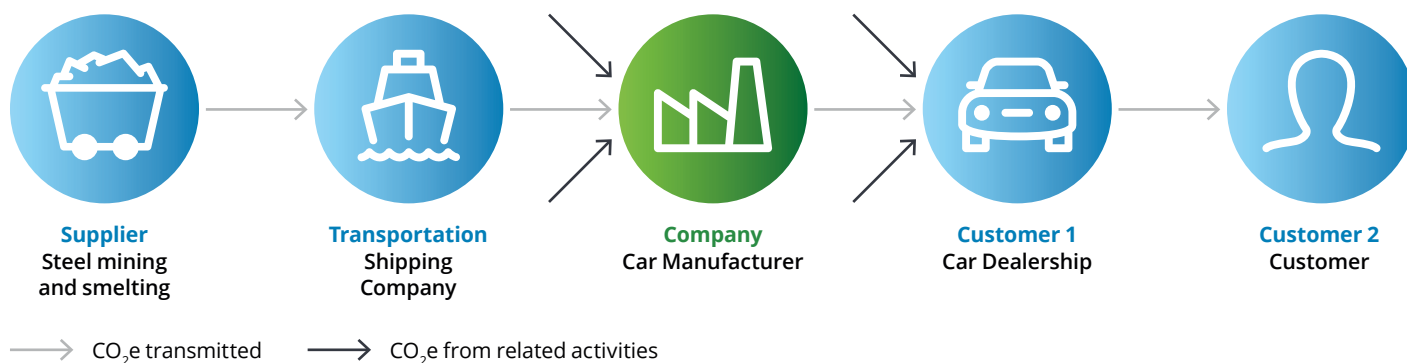 Supplier
Steel mining
and smelting
Transportation
Shipping
Company
Company
Car Manufacturer
Customer 1
Car Dealership
Customer 2
Customer
CO₂e transmitted
CO₂e from related activities